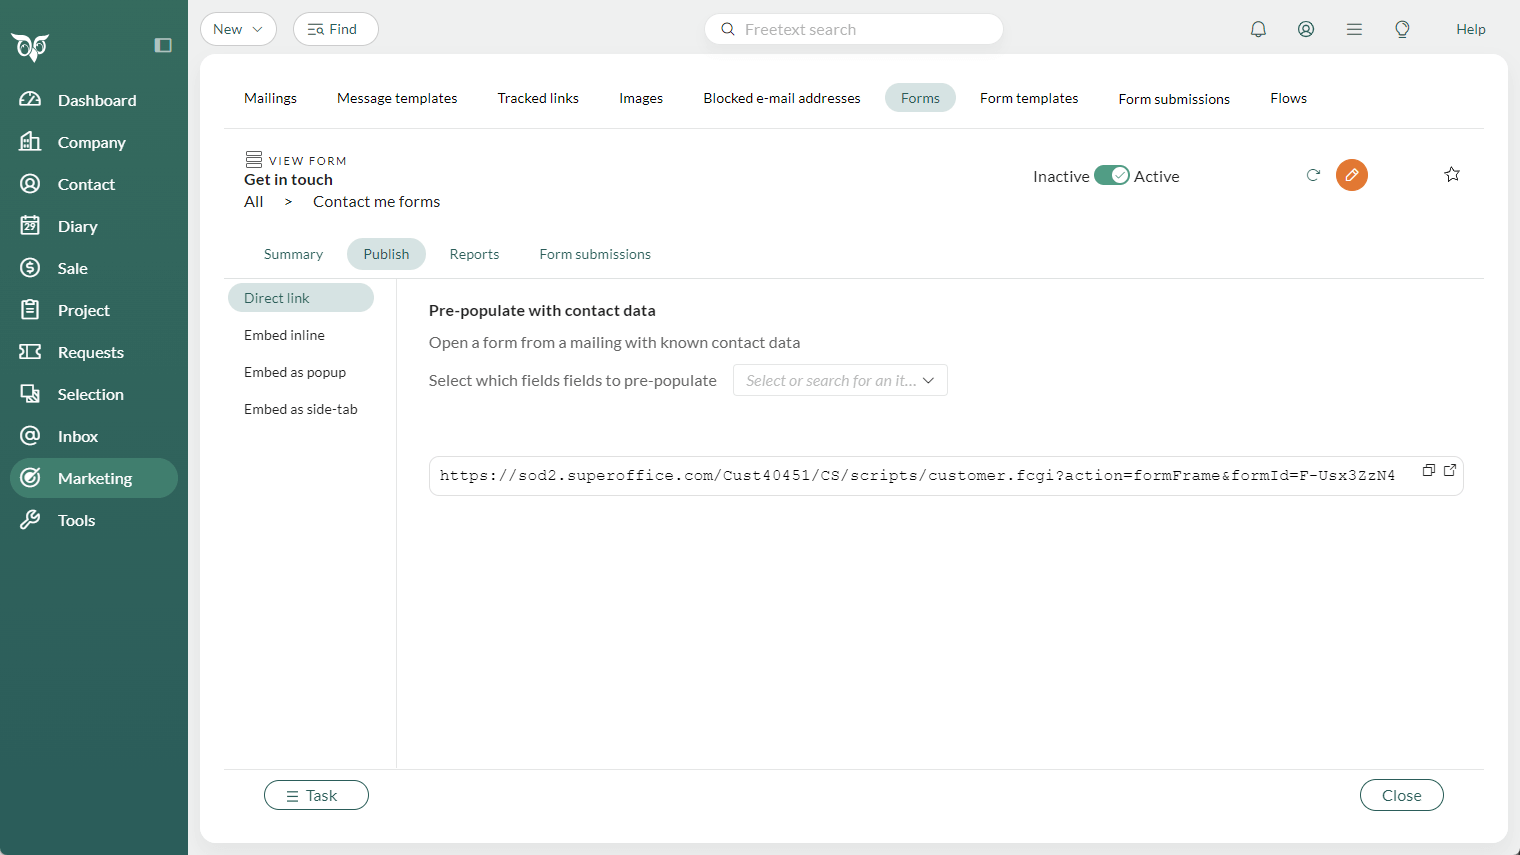 New
Find
Freetext search
Help
Dashboard
Company
Contact
29
Diary
Sale
Project
Requests
Selection
Inbox
Marketing
Tools
Mailings
Message templates
Tracked links
Images
Blocked e-mail addresses
Forms
Form templates
Form submissions
Flows
VIEW FORM
Get in touch
All > Contact me forms
Inactive
Active
Summary
Publish
Reports
Form submissions
Direct link
Embed inline
Embed as popup
Embed as side-tab
Pre-populate with contact data
Open a form from a mailing with known contact data
Select which fields fields to pre-populate
Select or search for an it...
https://sod2.superoffice.com/Cust40451/CS/scripts/customer.fcgi?action=formFrame&formId=F-Usx3ZzN4
Task
Close